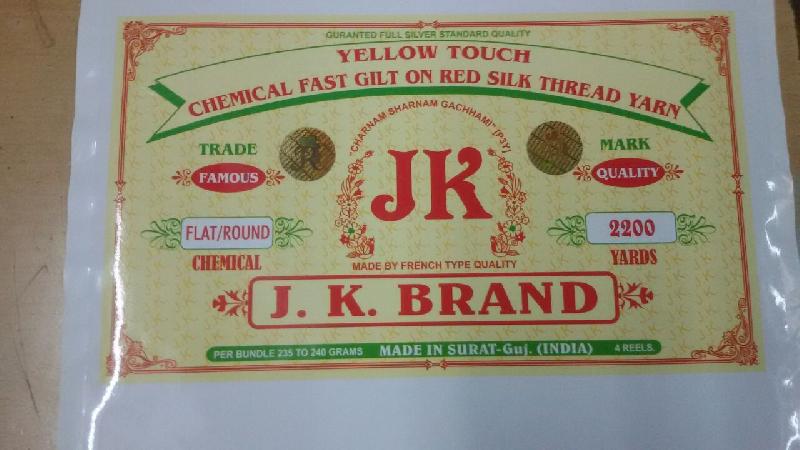 GURANTED FULL SILVER STANDARD QUALITY
YELLOW TOUCH
CHEMICAL FAST GILT ON RED SILK THREAD YARN
"CHARNAM SHARNAM GACHHAMI" (P3Y)
TRADE
MARK
FAMOUS
QUALITY
JK
FLAT/ROUND
2200
CHEMICAL
YARDS
MADE BY FRENCH TYPE QUALITY
J. K. BRAND
PER BUNDLE 235 TO 240 GRAMS MADE IN SURAT-Guj. (INDIA) 4 REELS.